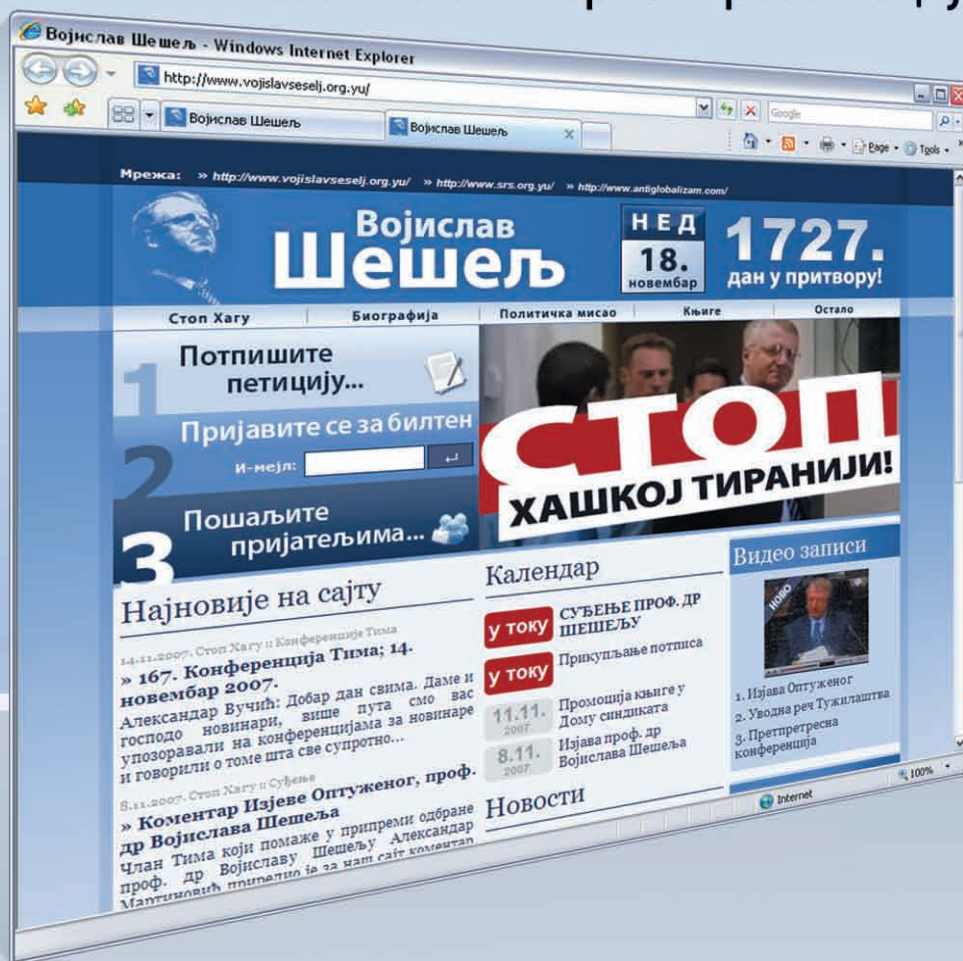 Војислав Шешељ - Windows Internet Explorer
http://www.vojislavseselj.org.yu/
Google
Војислав Шешељ
Војислав Шешељ
Page
Tools
Мрежа: » http://www.vojislavseselj.org.yu/ » http://www.srs.org.yu/ » http://www.antiglobalizam.com/
Војислав
Шешељ
НЕД
18.
новембар
1727.
дан у притвору!
Стоп Хагу
Биографија
Политичка мисао
Књиге
Остало
1
Потпишите
петицију...
2
Пријавите се за билтен
И-мејл:
3
Пошаљите
пријатељима...
СТОП
ХАШКОЈ ТИРАНИЈИ!
Најновије на сајту
14.11.2007. Стоп Хагу :: Конференције Тима
» 167. Конференција Тима; 14.
новембар 2007.
Александар Вучић: Добар дан свима. Даме и
господо новинари, више пута смо вас
упозоравали на конференцијама за новинаре
и говорили о томе шта све супротно...
8.11.2007. Стоп Хагу :: Суђење
» Коментар Изјеве Оптуженог, проф.
др Војислава Шешеља
Члан Тима који помаже у припреми одбране
проф. др Војиславу Шешељу Александар
Мартиновић приредио је за наш сајт коментар
Календар
у току
СУЂЕЊЕ ПРОФ. ДР
ШЕШЕЉУ
у току
Прикупљање потписа
11.11.
2007
Промоција књиге у
Дому синдиката
8.11.
2007
Изјава проф. др
Војислава Шешеља
Новости
Видео записи
НОВО
1. Изјава Оптуженог
2. Уводна реч Тужилаштва
3. Претпретресна
конференција
Internet
100%